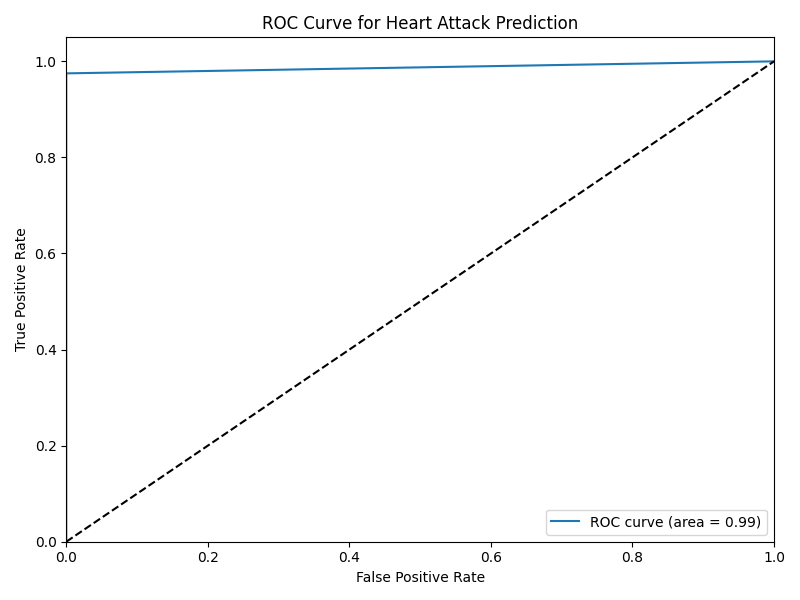 ROC Curve for Heart Attack Prediction
True Positive Rate
1.0
0.8
0.6
0.4
0.2
0.0
ROC curve (area = 0.99)
0.0 0.2 0.4 0.6 0.8 1.0
False Positive Rate